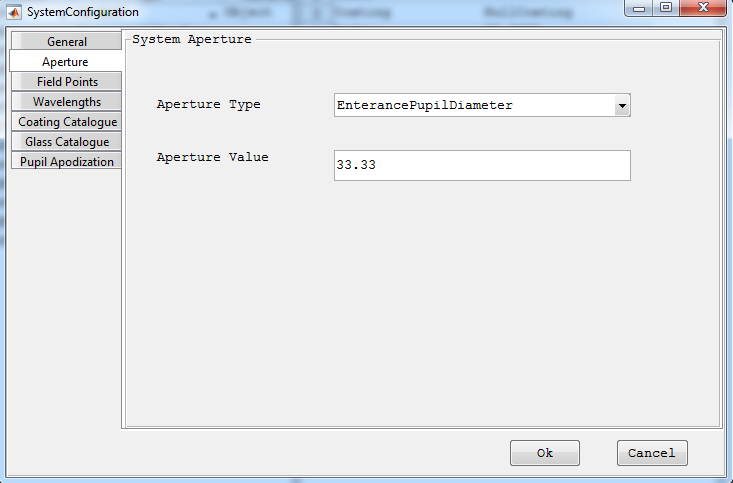 SystemConfiguration
General
Aperture
Field Points
Wavelengths
Coating Catalogue
Glass Catalogue
Pupil Apodization
System Aperture
Aperture Type
EnterancePupilDiameter
Aperture Value
33.33
Ok
Cancel